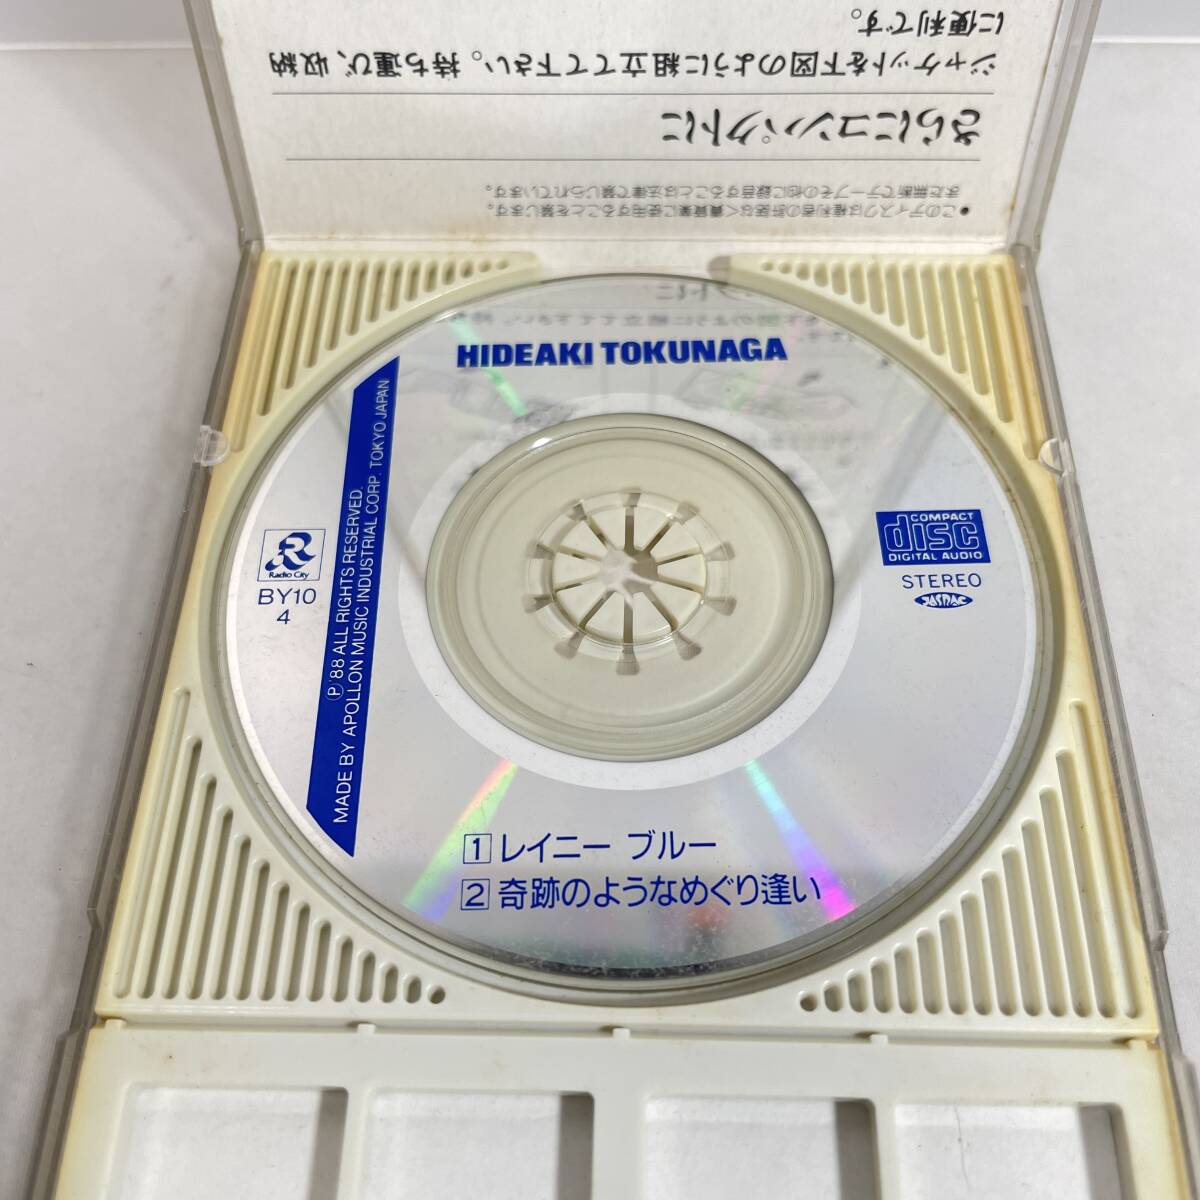 に便利です。
ジャケットを下図のように組立てて下さい。持ち運び、収納
さらにコンパクトに
また無断でテープその他に録音することは法律で禁じられています。
●このディスクは権利者の許諾なく賃貸業に使用することを禁じます。
HIDEAKI TOKUNAGA
Radio City
BY10
4
Ⓟ'88 ALL RIGHTS RESERVED.
MADE BY APOLLON MUSIC INDUSTRIAL CORP. TOKYO JAPAN
COMPACT
disc
DIGITAL AUDIO
STEREO
JASRAC
1 レイニー ブルー
2 奇跡のようなめぐり逢い